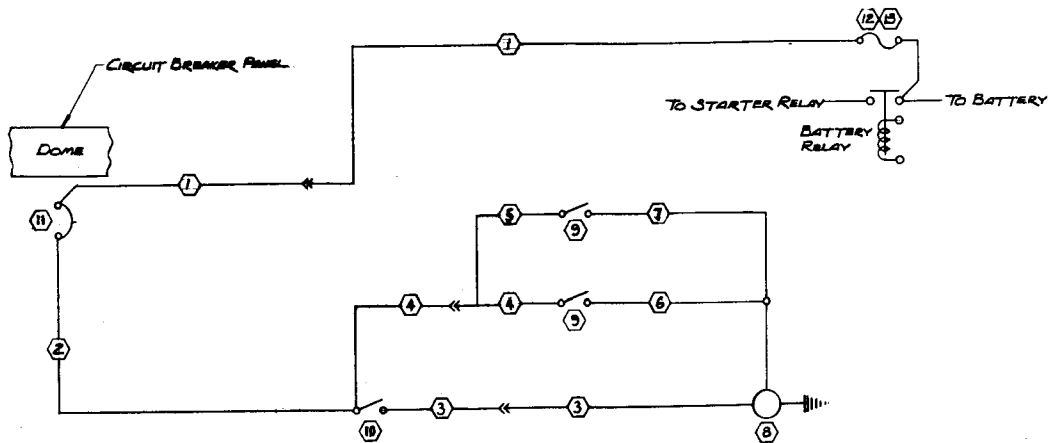 12 13
1
CIRCUIT BREAKER PANEL
TO STARTER RELAY
TO BATTERY
DOME
BATTERY
RELAY
1
11
5
7
9
4
4
6
9
2
3
3
10
8